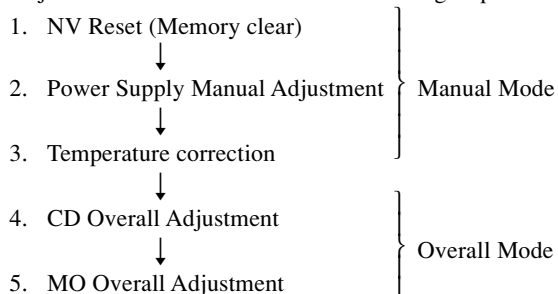 1. NV Reset (Memory clear)
2. Power Supply Manual Adjustment
Manual Mode
3. Temperature correction
4. CD Overall Adjustment
Overall Mode
5. MO Overall Adjustment